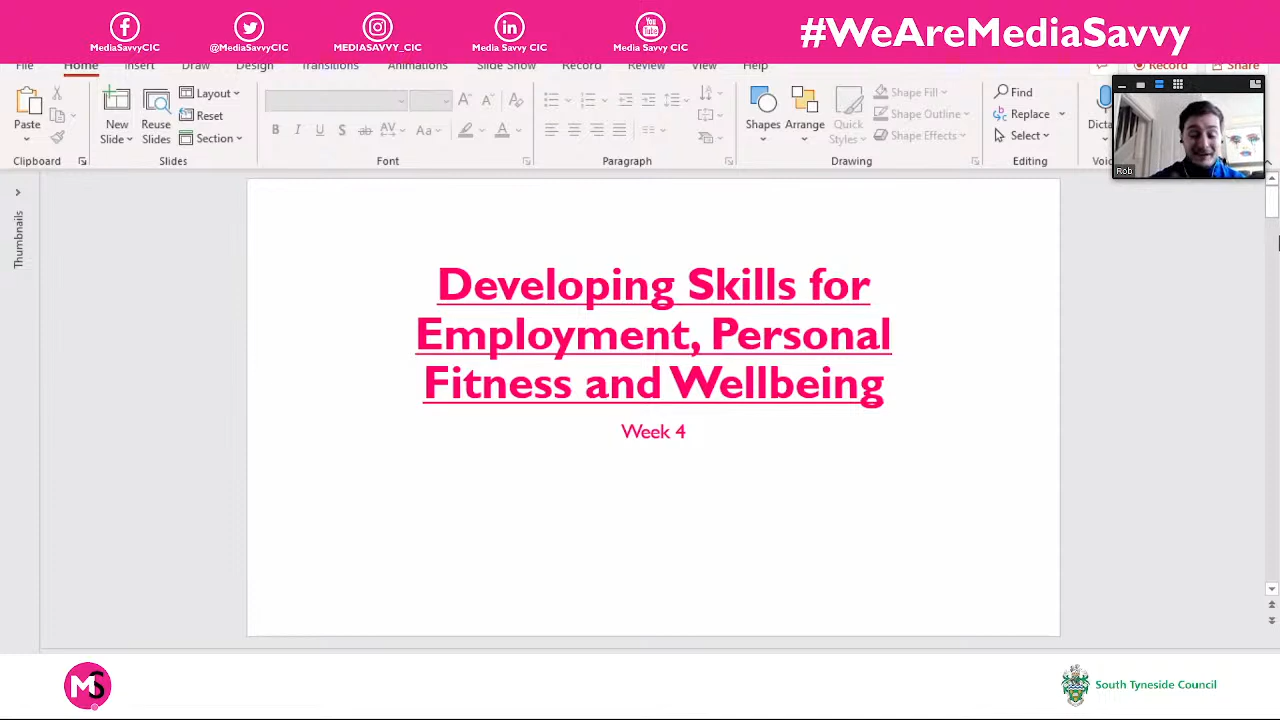 #WeAreMediaSavvy
MediaSavvyCIC
@MediaSavvyCIC
MEDIASAVVY_CIC
Media Savvy CIC
Media Savvy CIC
File Home Insert Draw Design Transitions Animations Slide Show Record Review View Help
Record Share
Paste
New Slide
Reuse Slides
Layout
Reset
Section
Shapes
Arrange
Quick Styles
Shape Fill
Shape Outline
Shape Effects
Find
Replace
Select
Clipboard
Slides
Font
Paragraph
Drawing
Editing
Rob
Thumbnails
Developing Skills for
Employment, Personal
Fitness and Wellbeing
Week 4
MS
South Tyneside Council